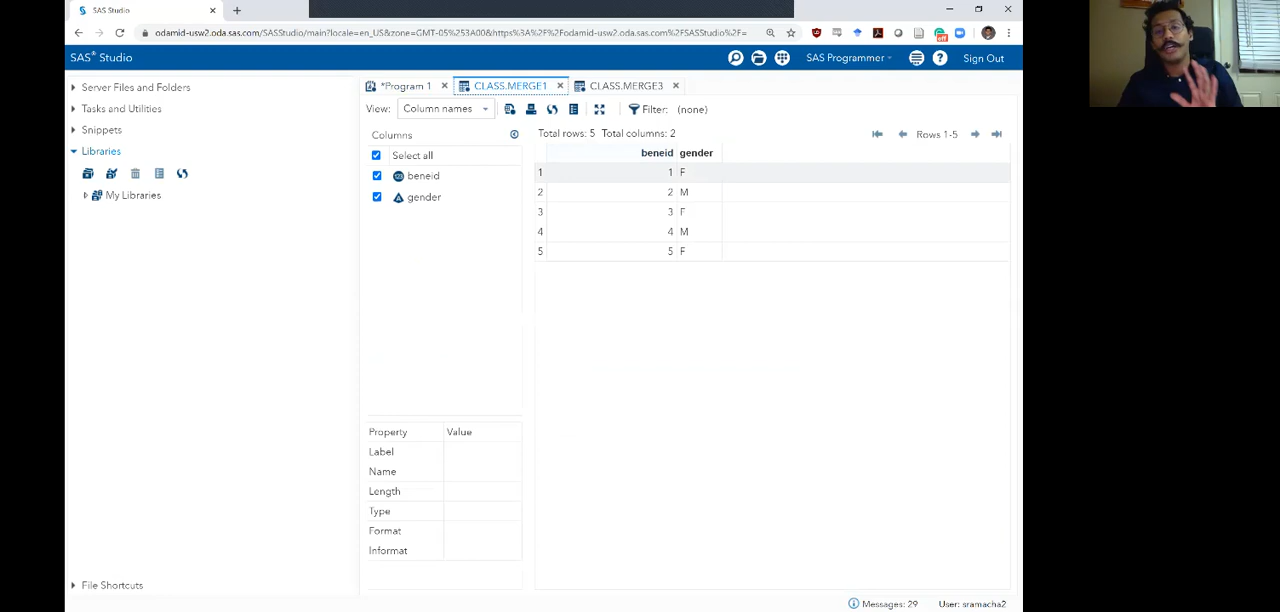 SAS Studio
odamid-usw2.oda.sas.com/SASStudio/main?locale=en_US&zone=GMT-05%253A00&https%3A%2F%2Fodamid-usw2.oda.sas.com%2FSASStudio%2F=
SAS® Studio
SAS Programmer
Sign Out
Server Files and Folders
Tasks and Utilities
Snippets
Libraries
My Libraries
File Shortcuts
*Program 1
CLASS.MERGE1
CLASS.MERGE3
View: Column names
Filter: (none)
Columns
Select all
123 beneid
gender
Property Value
Label
Name
Length
Type
Format
Informat
Total rows: 5 Total columns: 2
Rows 1-5
beneid gender
1 1 F
2 2 M
3 3 F
4 4 M
5 5 F
Messages: 29 User: sramacha2